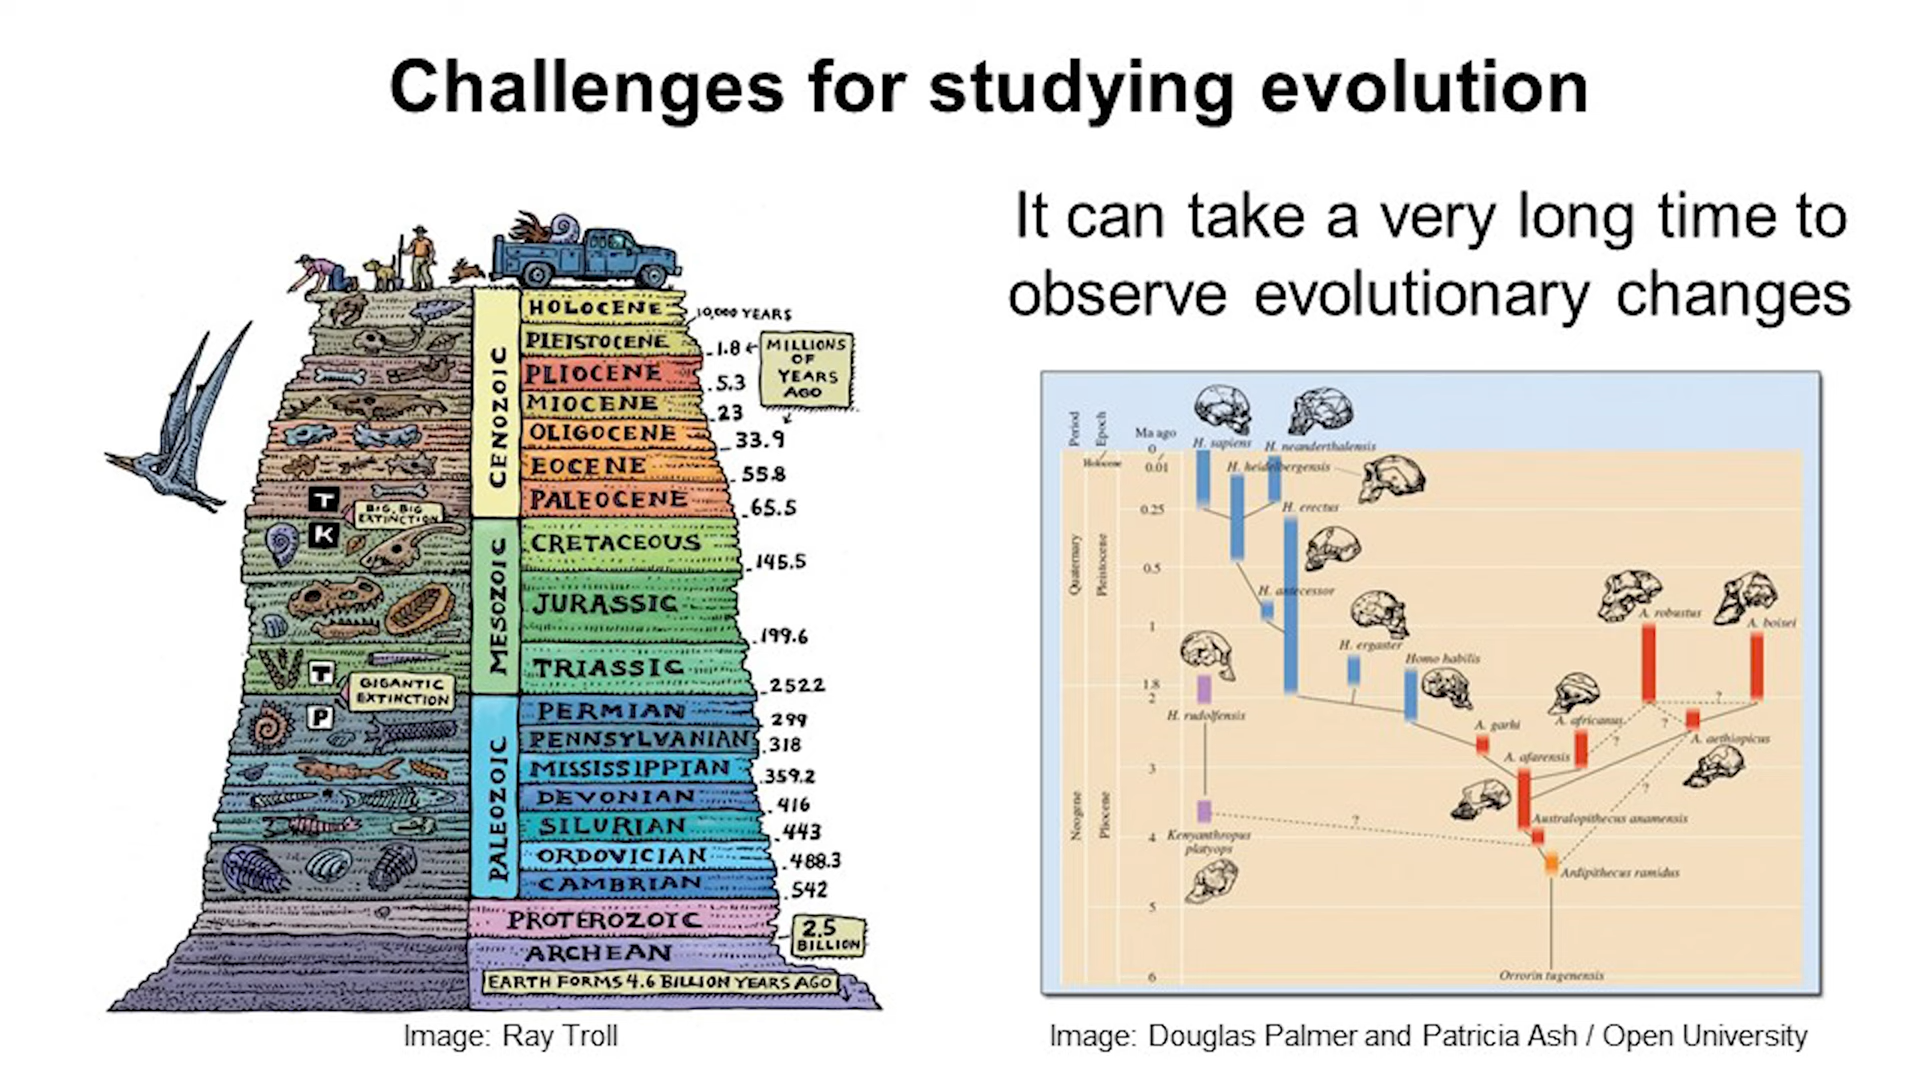 Challenges for studying evolution
It can take a very long time to
observe evolutionary changes
HOLOCENE
10,000 YEARS
PLEISTOCENE
1.8
MILLIONS
OF
YEARS
AGO
PLIOCENE
5.3
MIOCENE
23
OLIGOCENE
33.9
EOCENE
55.8
PALEOCENE
65.5
CENOZOIC
T
BIG, BIG
EXTINCTION
K
CRETACEOUS
145.5
JURASSIC
199.6
TRIASSIC
252.2
MESOZOIC
T
GIGANTIC
EXTINCTION
P
PERMIAN
299
PENNSYLVANIAN
318
MISSISSIPPIAN
359.2
DEVONIAN
416
SILURIAN
443
ORDOVICIAN
488.3
CAMBRIAN
542
PALEOZOIC
PROTEROZOIC
2.5
BILLION
ARCHEAN
EARTH FORMS 4.6 BILLION YEARS AGO
Image: Ray Troll
Period
Epoch
Ma ago
H. sapiens
H. neanderthalensis
0
Holocene
0.01
H. heidelbergensis
0.25
H. erectus
Quaternary
Pleistocene
0.5
H. antecessor
A. robustus
1
A. boisei
H. ergaster
Homo habilis
1.8
2
?
H. rudolfensis
A. garhi
A. africanus
?
?
A. aethiopicus
A. afarensis
3
?
Neogene
Pliocene
Australopithecus anamensis
?
4
Kenyanthropus
platyops
Ardipithecus ramidus
5
Orrorin tugenensis
6
Image: Douglas Palmer and Patricia Ash / Open University